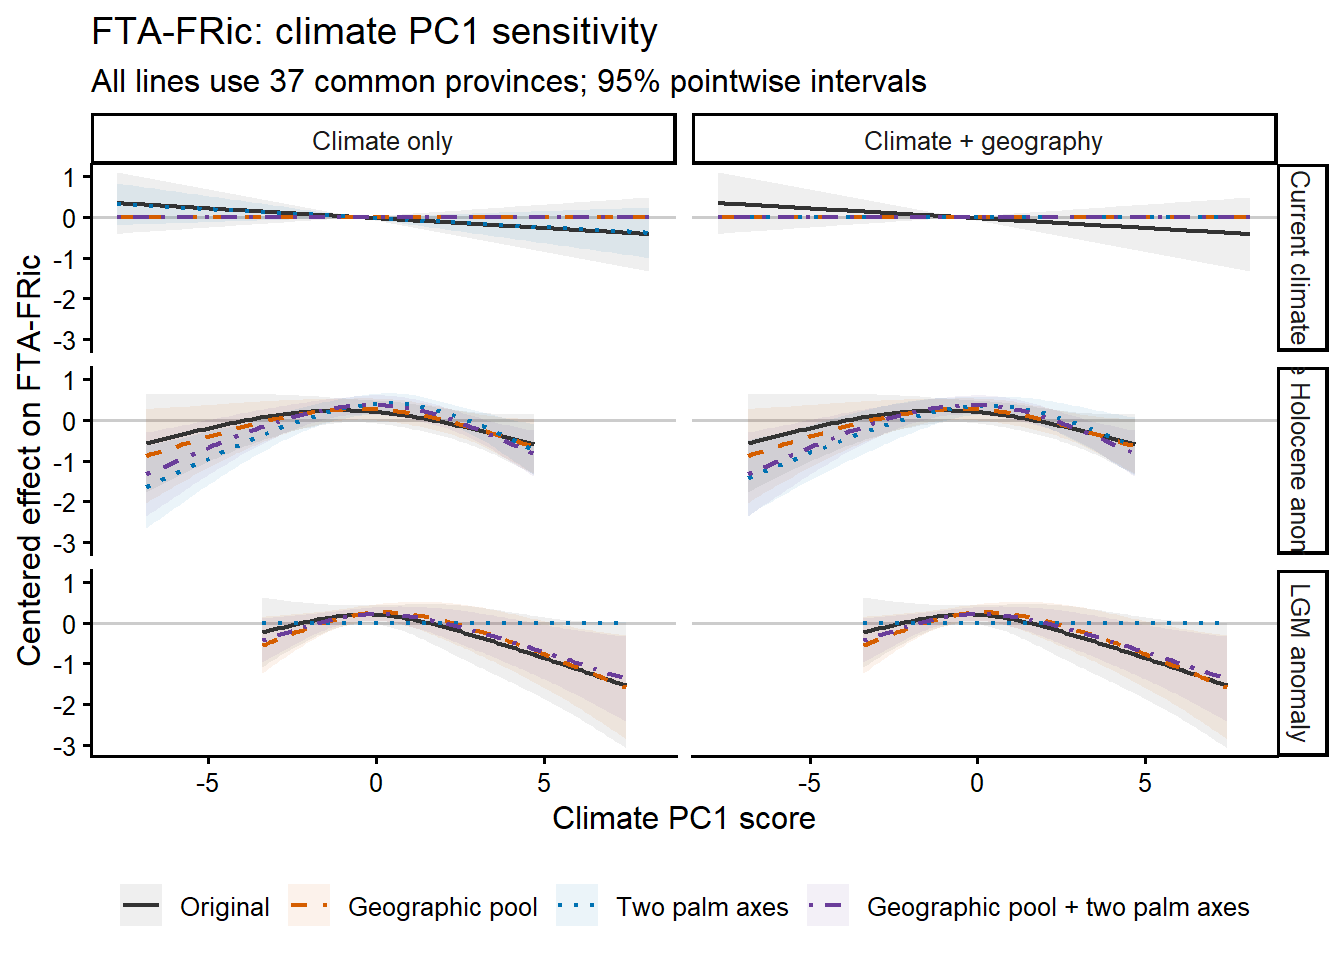 FTA-FRic: climate PC1 sensitivity
All lines use 37 common provinces; 95% pointwise intervals
Climate only
Climate + geography
Centered effect on FTA-FRic
1
0
-1
-2
-3
Current climate
1
0
-1
-2
-3
Holocene anom
1
0
-1
-2
-3
LGM anomaly
-5
0
5
-5
0
5
Climate PC1 score
Original
Geographic pool
Two palm axes
Geographic pool + two palm axes